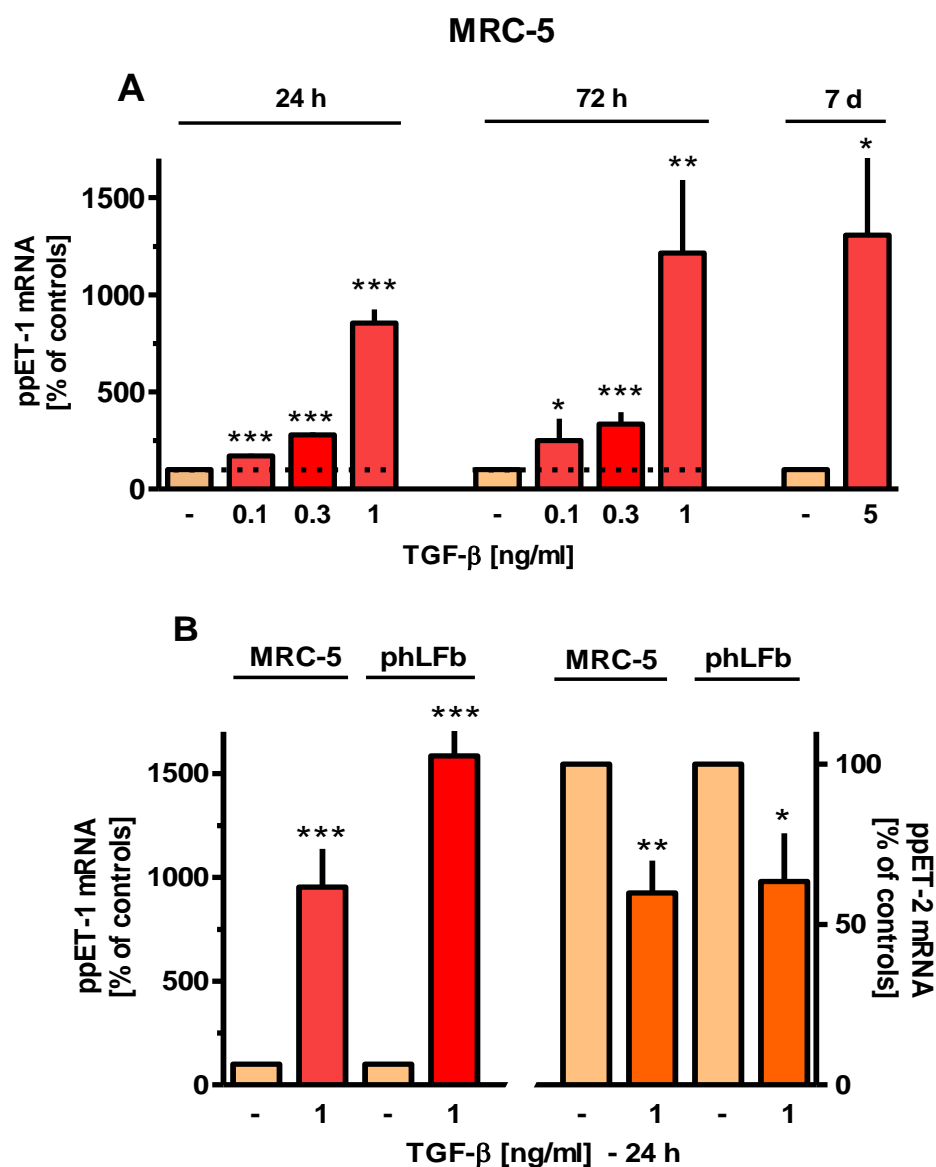 MRC-5
A
24 h 72 h 7 d
*** *** *** * *** ** *
ppET-1 mRNA
[% of controls]
1500
1000
500
0
- 0.1 0.3 1 - 0.1 0.3 1 - 5
TGF-β [ng/ml]
B
MRC-5 phLFb MRC-5 phLFb
*** *** ** *
ppET-1 mRNA
[% of controls]
1500
1000
500
0
100
50
0
ppET-2 mRNA
[% of controls]
- 1 - 1 - 1 - 1
TGF-β [ng/ml] - 24 h